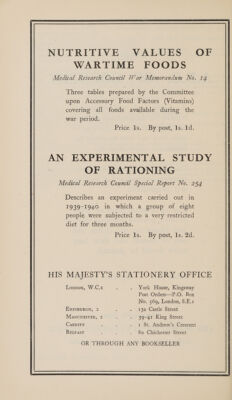 NUTRITIVE VALUES OF
WARTIME FOODS
Medical Research Council War Memorandum No. 14
Three tables prepared by the Committee
upon Accessory Food Factors (Vitamins)
covering all foods available during the
war period.
Price 1s. By post, 1s. 1d.
AN EXPERIMENTAL STUDY
OF RATIONING
Medical Research Council Special Report No. 254
Describes an experiment carried out in
1939-1940 in which a group of eight
people were subjected to a very restricted
diet for three months.
Price 1s. By post, 1s. 2d.
HIS MAJESTY'S STATIONERY OFFICE
London, W.C.2 . . York House, Kingsway
Post Orders—P.O. Box
No. 569, London, S.E.1
Edinburgh, 2 . . 13a Castle Street
Manchester, 2 . . 39-41 King Street
Cardiff . . . 1 St. Andrew's Crescent
Belfast . . . 80 Chichester Street
OR THROUGH ANY BOOKSELLER